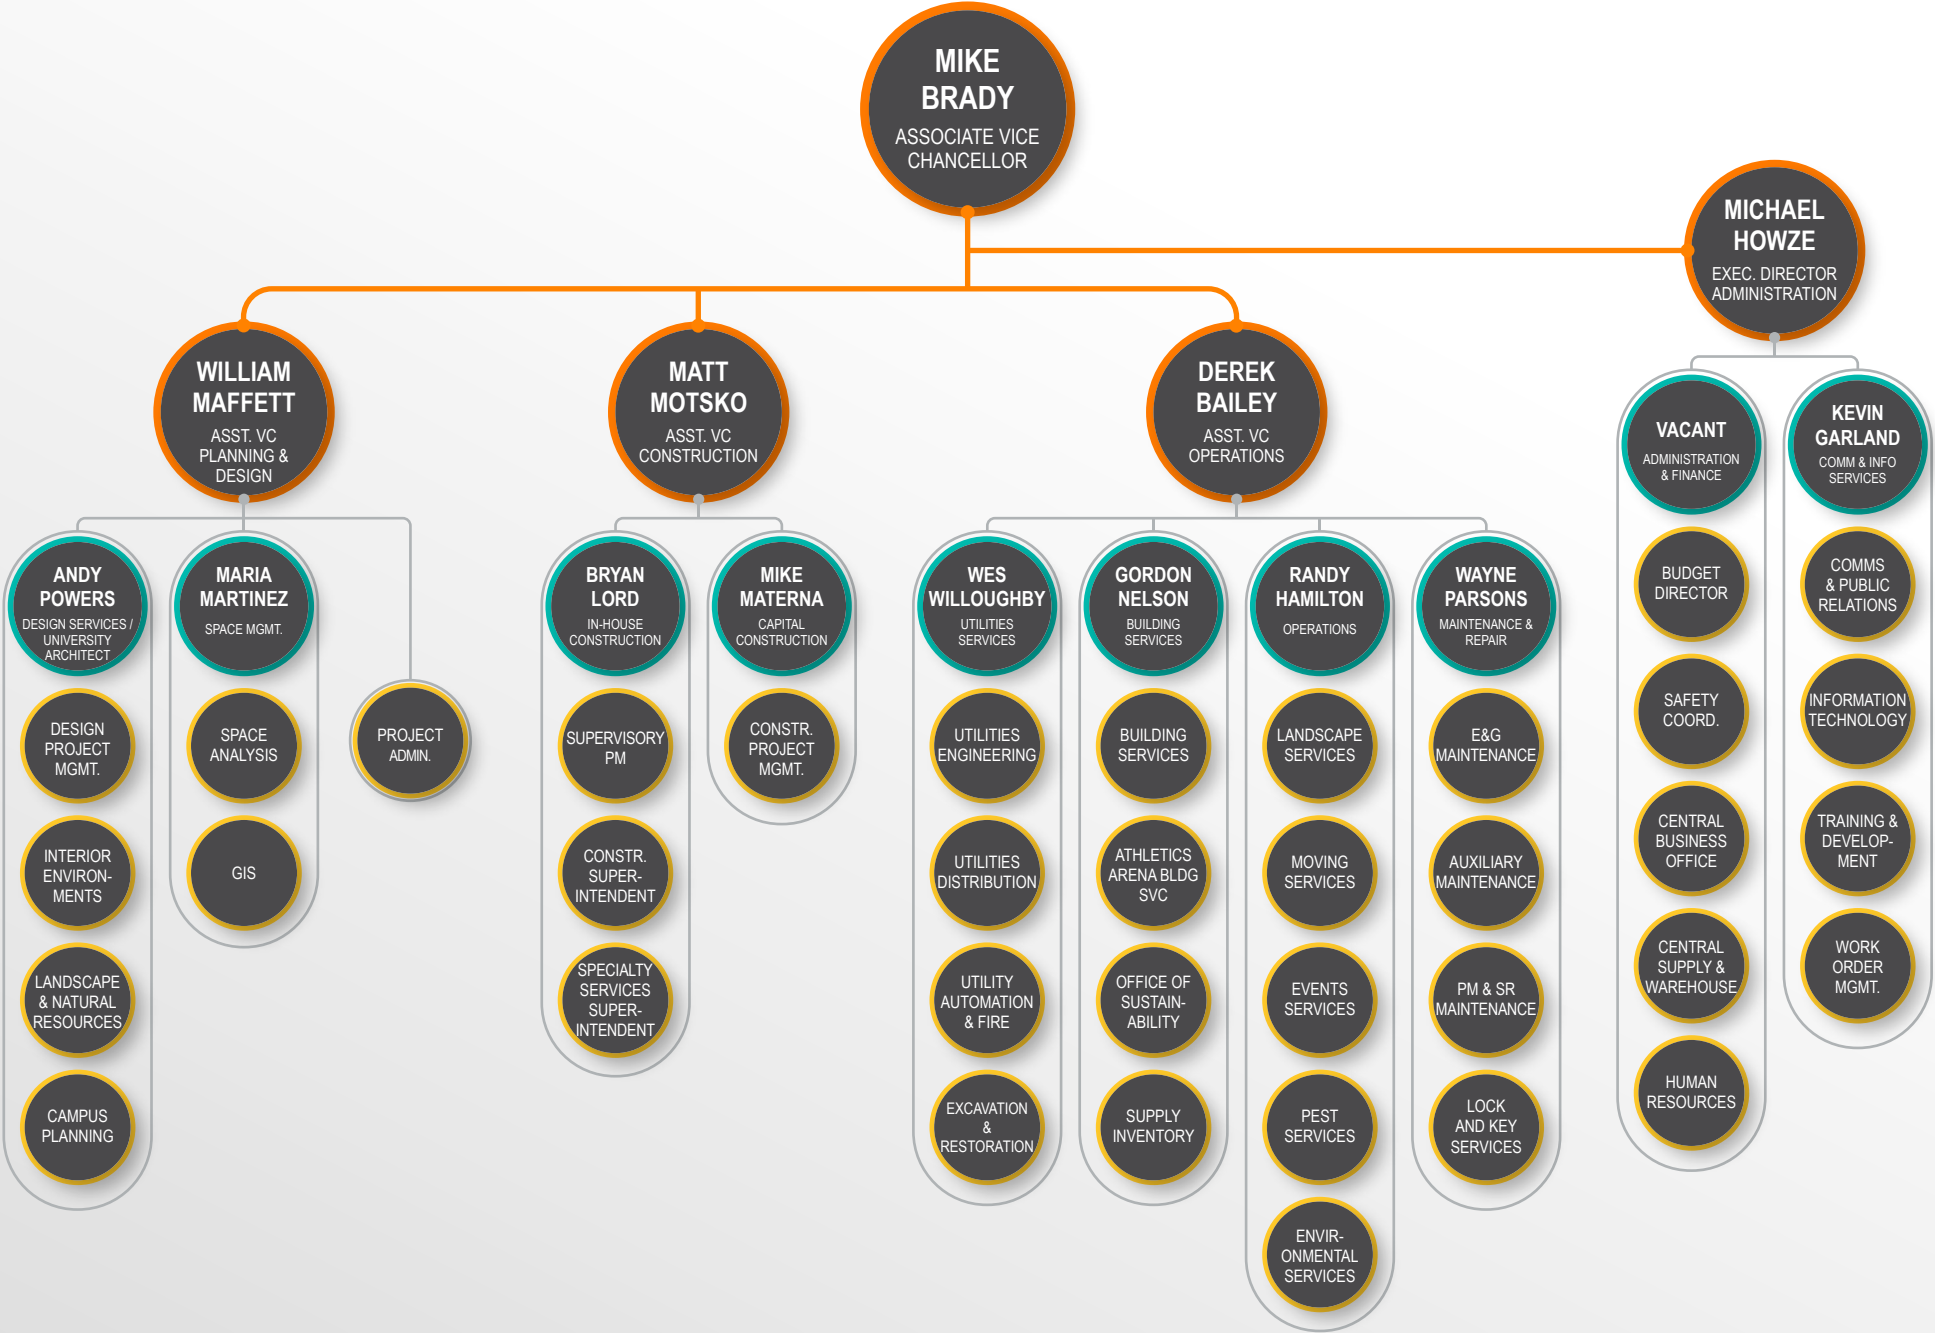 MIKE
BRADY
ASSOCIATE VICE
CHANCELLOR
MICHAEL
HOWZE
EXEC. DIRECTOR
ADMINISTRATION
WILLIAM
MAFFETT
ASST. VC
PLANNING &
DESIGN
MATT
MOTSKO
ASST. VC
CONSTRUCTION
DEREK
BAILEY
ASST. VC
OPERATIONS
VACANT
ADMINISTRATION
& FINANCE
KEVIN
GARLAND
COMM & INFO
SERVICES
ANDY
POWERS
DESIGN SERVICES /
UNIVERSITY
ARCHITECT
DESIGN
PROJECT
MGMT.
INTERIOR
ENVIRON-
MENTS
LANDSCAPE
& NATURAL
RESOURCES
CAMPUS
PLANNING
MARIA
MARTINEZ
SPACE MGMT.
SPACE
ANALYSIS
GIS
PROJECT
ADMIN.
BRYAN
LORD
IN-HOUSE
CONSTRUCTION
SUPERVISORY
PM
CONSTR.
SUPER-
INTENDENT
SPECIALTY
SERVICES
SUPER-
INTENDENT
MIKE
MATERNA
CAPITAL
CONSTRUCTION
CONSTR.
PROJECT
MGMT.
WES
WILLOUGHBY
UTILITIES
SERVICES
UTILITIES
ENGINEERING
UTILITIES
DISTRIBUTION
UTILITY
AUTOMATION
& FIRE
EXCAVATION
&
RESTORATION
GORDON
NELSON
BUILDING
SERVICES
BUILDING
SERVICES
ATHLETICS
ARENA BLDG
SVC
OFFICE OF
SUSTAIN-
ABILITY
SUPPLY
INVENTORY
RANDY
HAMILTON
OPERATIONS
LANDSCAPE
SERVICES
MOVING
SERVICES
EVENTS
SERVICES
PEST
SERVICES
ENVIR-
ONMENTAL
SERVICES
WAYNE
PARSONS
MAINTENANCE &
REPAIR
E&G
MAINTENANCE
AUXILIARY
MAINTENANCE
PM & SR
MAINTENANCE
LOCK
AND KEY
SERVICES
BUDGET
DIRECTOR
SAFETY
COORD.
CENTRAL
BUSINESS
OFFICE
CENTRAL
SUPPLY &
WAREHOUSE
HUMAN
RESOURCES
COMMS
& PUBLIC
RELATIONS
INFORMATION
TECHNOLOGY
TRAINING &
DEVELOP-
MENT
WORK
ORDER
MGMT.